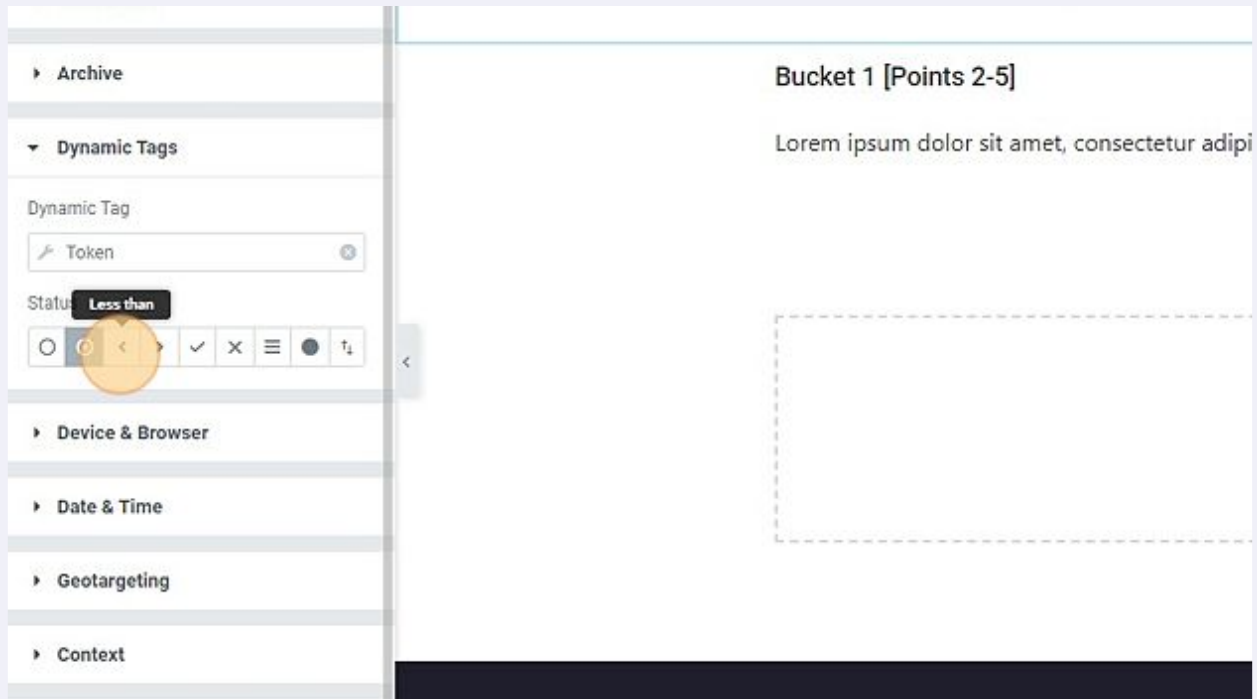 Archive
Dynamic Tags
Dynamic Tag
Token
Less than
Device & Browser
Date & Time
Geotargeting
Context
Bucket 1 [Points 2-5]
Lorem ipsum dolor sit amet, consectetur adipi